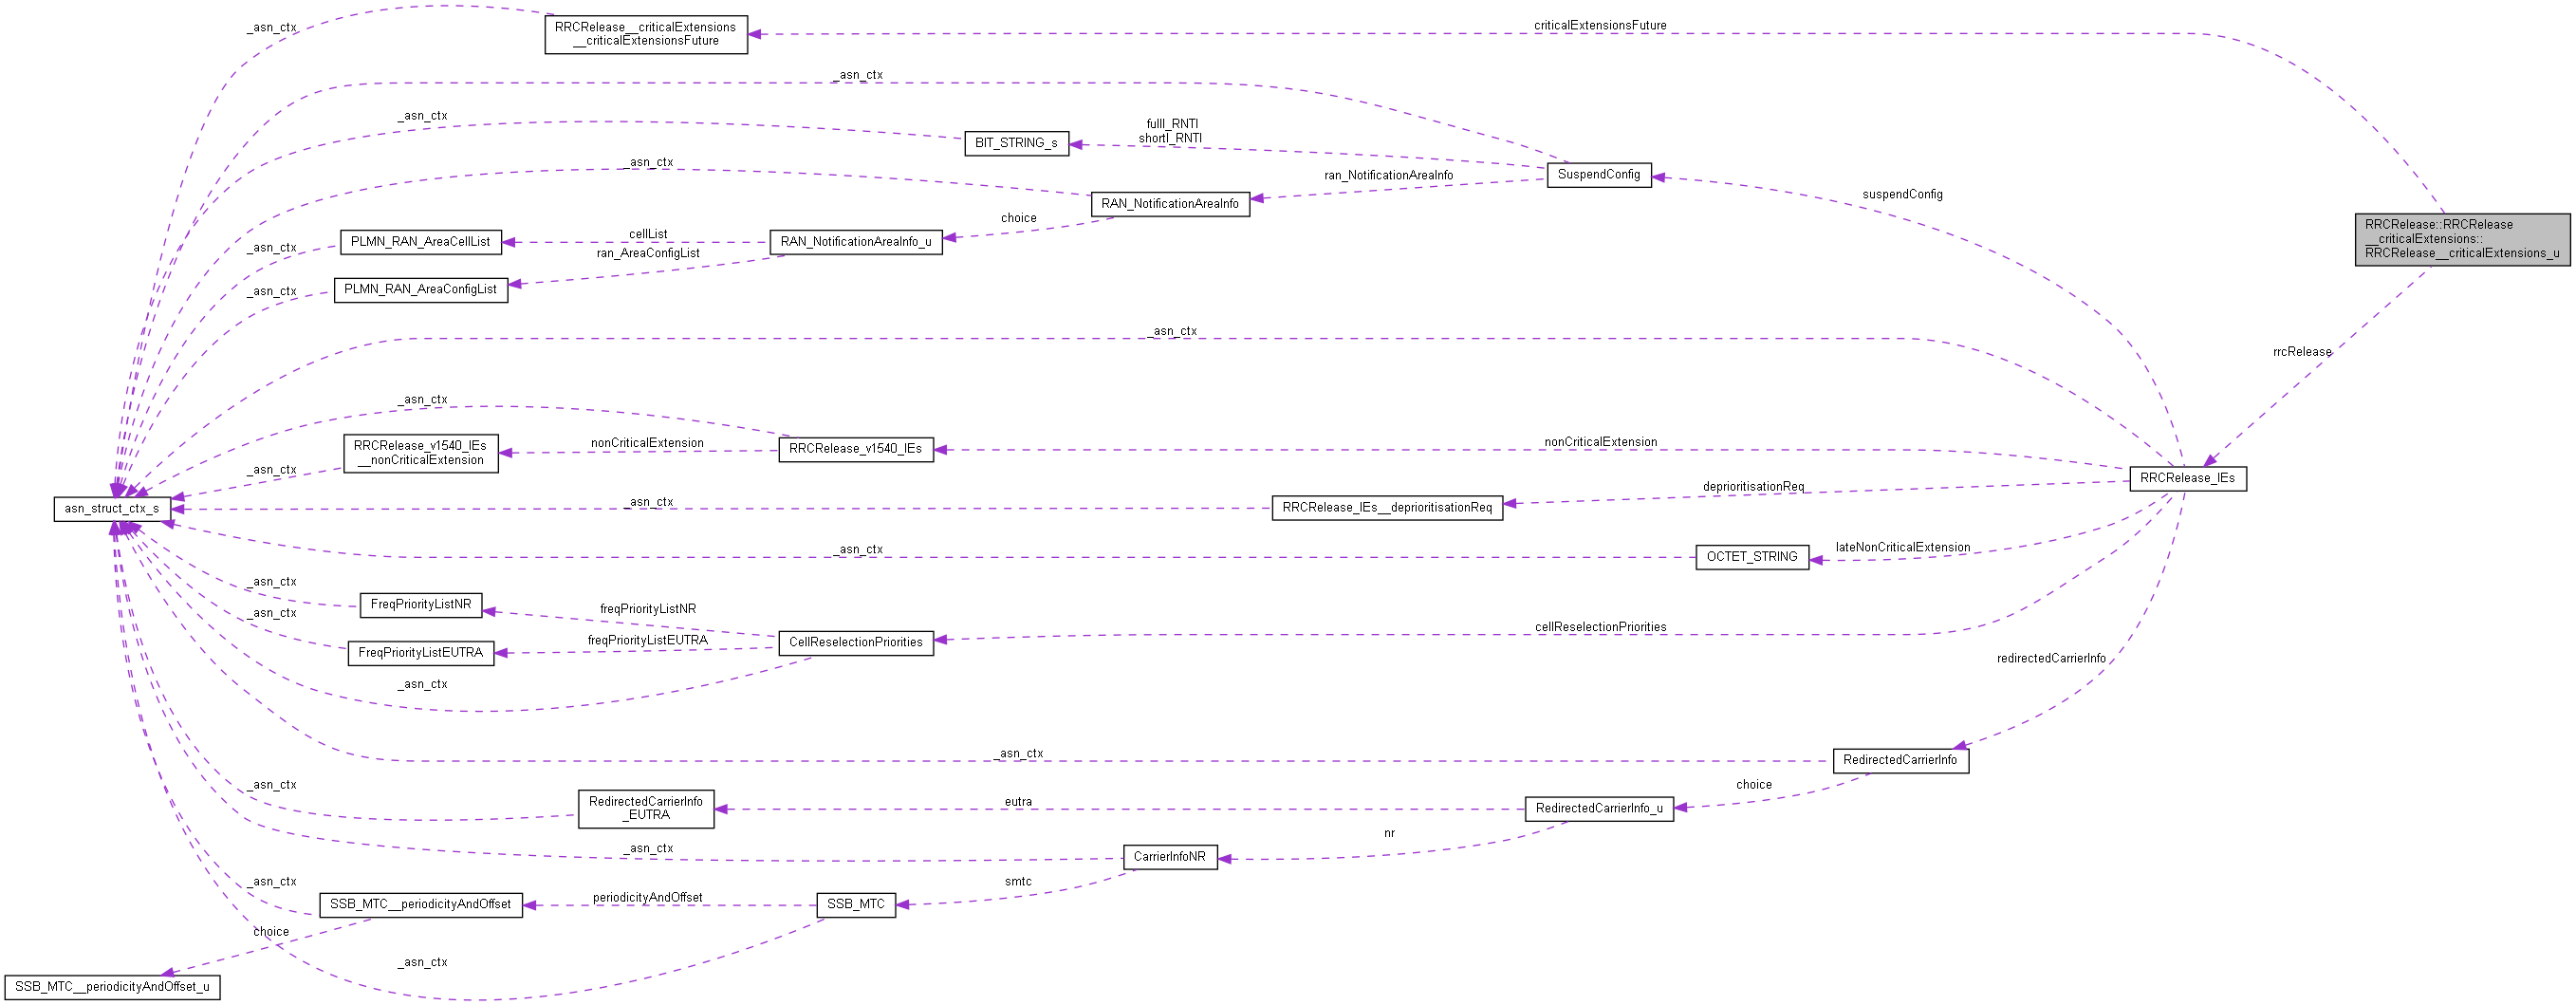 RRCRelease__criticalExtensions
__criticalExtensionsFuture
_asn_ctx
criticalExtensionsFuture
_asn_ctx
_asn_ctx
BIT_STRING_s
fullI_RNTI
shortI_RNTI
_asn_ctx
SuspendConfig
ran_NotificationAreaInfo
suspendConfig
RAN_NotificationAreaInfo
choice
RRCRelease::RRCRelease
__criticalExtensions::
RRCRelease__criticalExtensions_u
PLMN_RAN_AreaCellList
_asn_ctx
cellList
RAN_NotificationAreaInfo_u
ran_AreaConfigList
PLMN_RAN_AreaConfigList
_asn_ctx
_asn_ctx
rrcRelease
_asn_ctx
RRCRelease_v1540_IEs
__nonCriticalExtension
nonCriticalExtension
RRCRelease_v1540_IEs
nonCriticalExtension
_asn_ctx
RRCRelease_IEs
deprioritisationReq
asn_struct_ctx_s
_asn_ctx
RRCRelease_IEs__deprioritisationReq
_asn_ctx
OCTET_STRING
lateNonCriticalExtension
_asn_ctx
FreqPriorityListNR
freqPriorityListNR
_asn_ctx
FreqPriorityListEUTRA
freqPriorityListEUTRA
CellReselectionPriorities
cellReselectionPriorities
_asn_ctx
redirectedCarrierInfo
_asn_ctx
RedirectedCarrierInfo
_asn_ctx
choice
RedirectedCarrierInfo
_EUTRA
eutra
RedirectedCarrierInfo_u
nr
_asn_ctx
CarrierInfoNR
_asn_ctx
smtc
SSB_MTC__periodicityAndOffset
periodicityAndOffset
SSB_MTC
choice
_asn_ctx
SSB_MTC__periodicityAndOffset_u